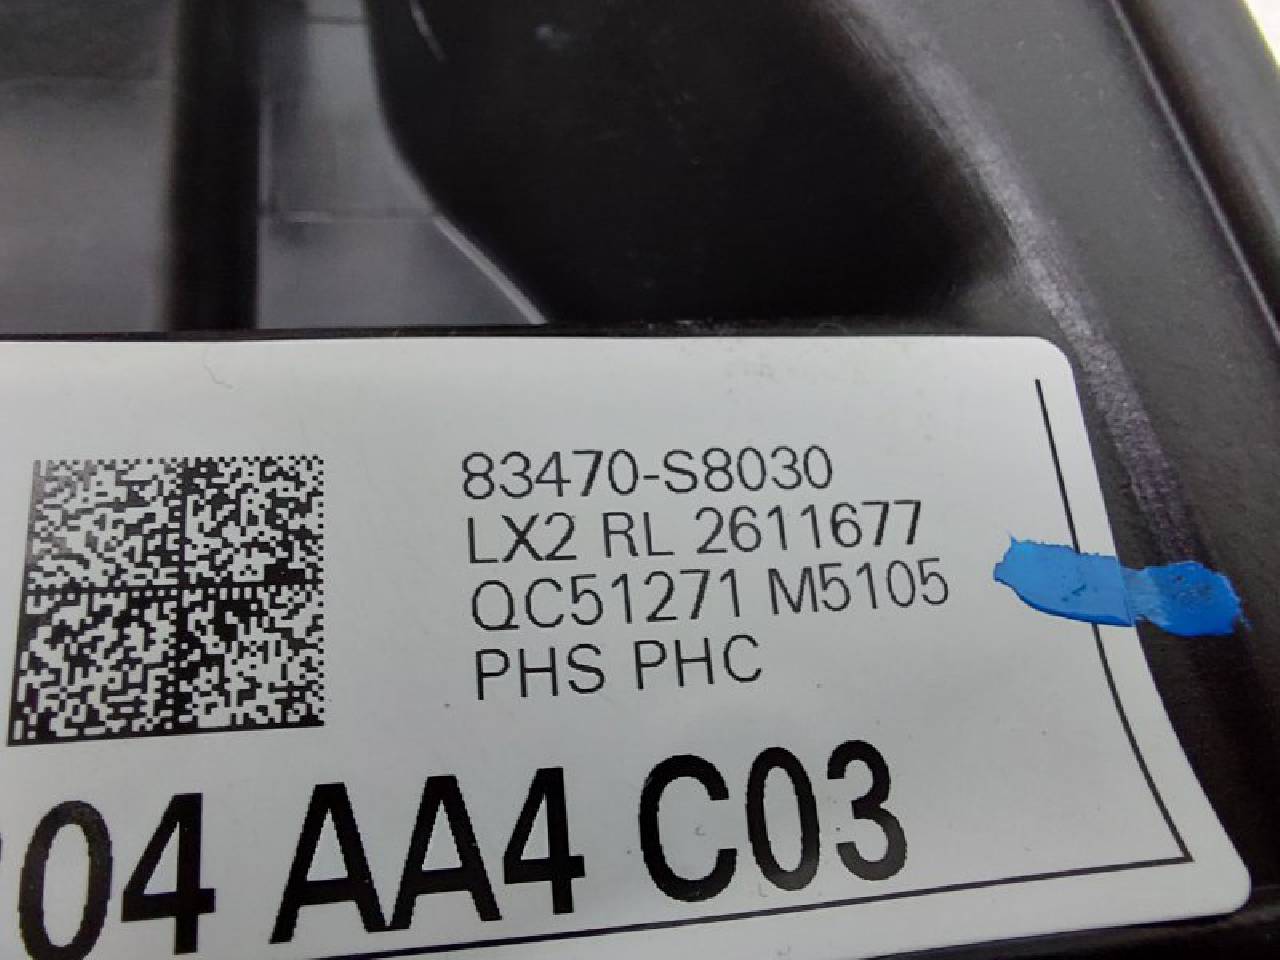 83470-S8030
LX2 RL 2611677
QC51271 M5105
PHS PHC
04 AA4 C03